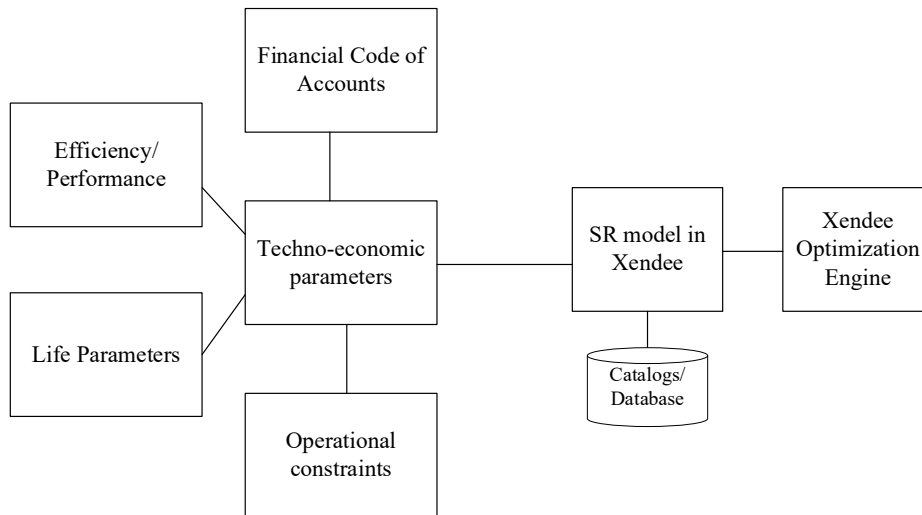 Financial Code of
Accounts
Efficiency/
Performance
Techno-economic
parameters
SR model in
Xendee
Xendee
Optimization
Engine
Life Parameters
Catalogs/
Database
Operational
constraints